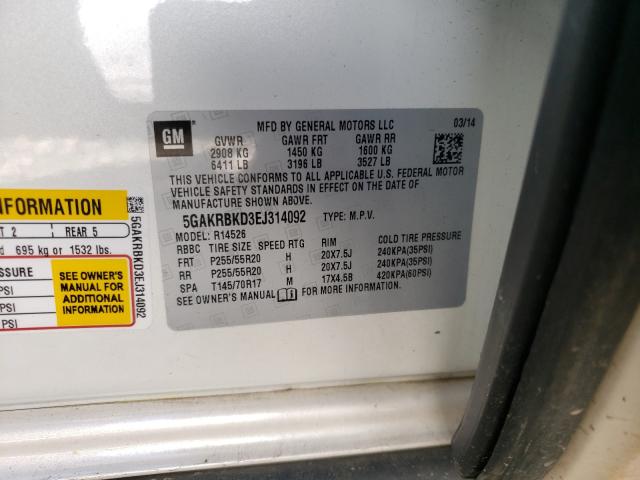 GM
MFD BY GENERAL MOTORS LLC 03/14
GVWR GAWR FRT GAWR RR
2908 KG 1450 KG 1600 KG
6411 LB 3196 LB 3527 LB
THIS VEHICLE CONFORMS TO ALL APPLICABLE U.S. FEDERAL MOTOR
VEHICLE SAFETY STANDARDS IN EFFECT ON THE DATE OF
MANUFACTURE SHOWN ABOVE.
5GAKRBKD3EJ314092 TYPE: M.P.V.
MODEL: R14526
RBBC TIRE SIZE SPEED RTG RIM COLD TIRE PRESSURE
FRT P255/55R20 H 20X7.5J 240KPA(35PSI)
RR P255/55R20 H 20X7.5J 240KPA(35PSI)
SPA T145/70R17 M 17X4.5B 420KPA(60PSI)
SEE OWNER'S MANUAL FOR MORE INFORMATION.
INFORMATION
2 REAR 5
695 kg or 1532 lbs.
SEE OWNER'S
MANUAL FOR
ADDITIONAL
INFORMATION
PSI
PSI
5GAKRBKD3EJ314092